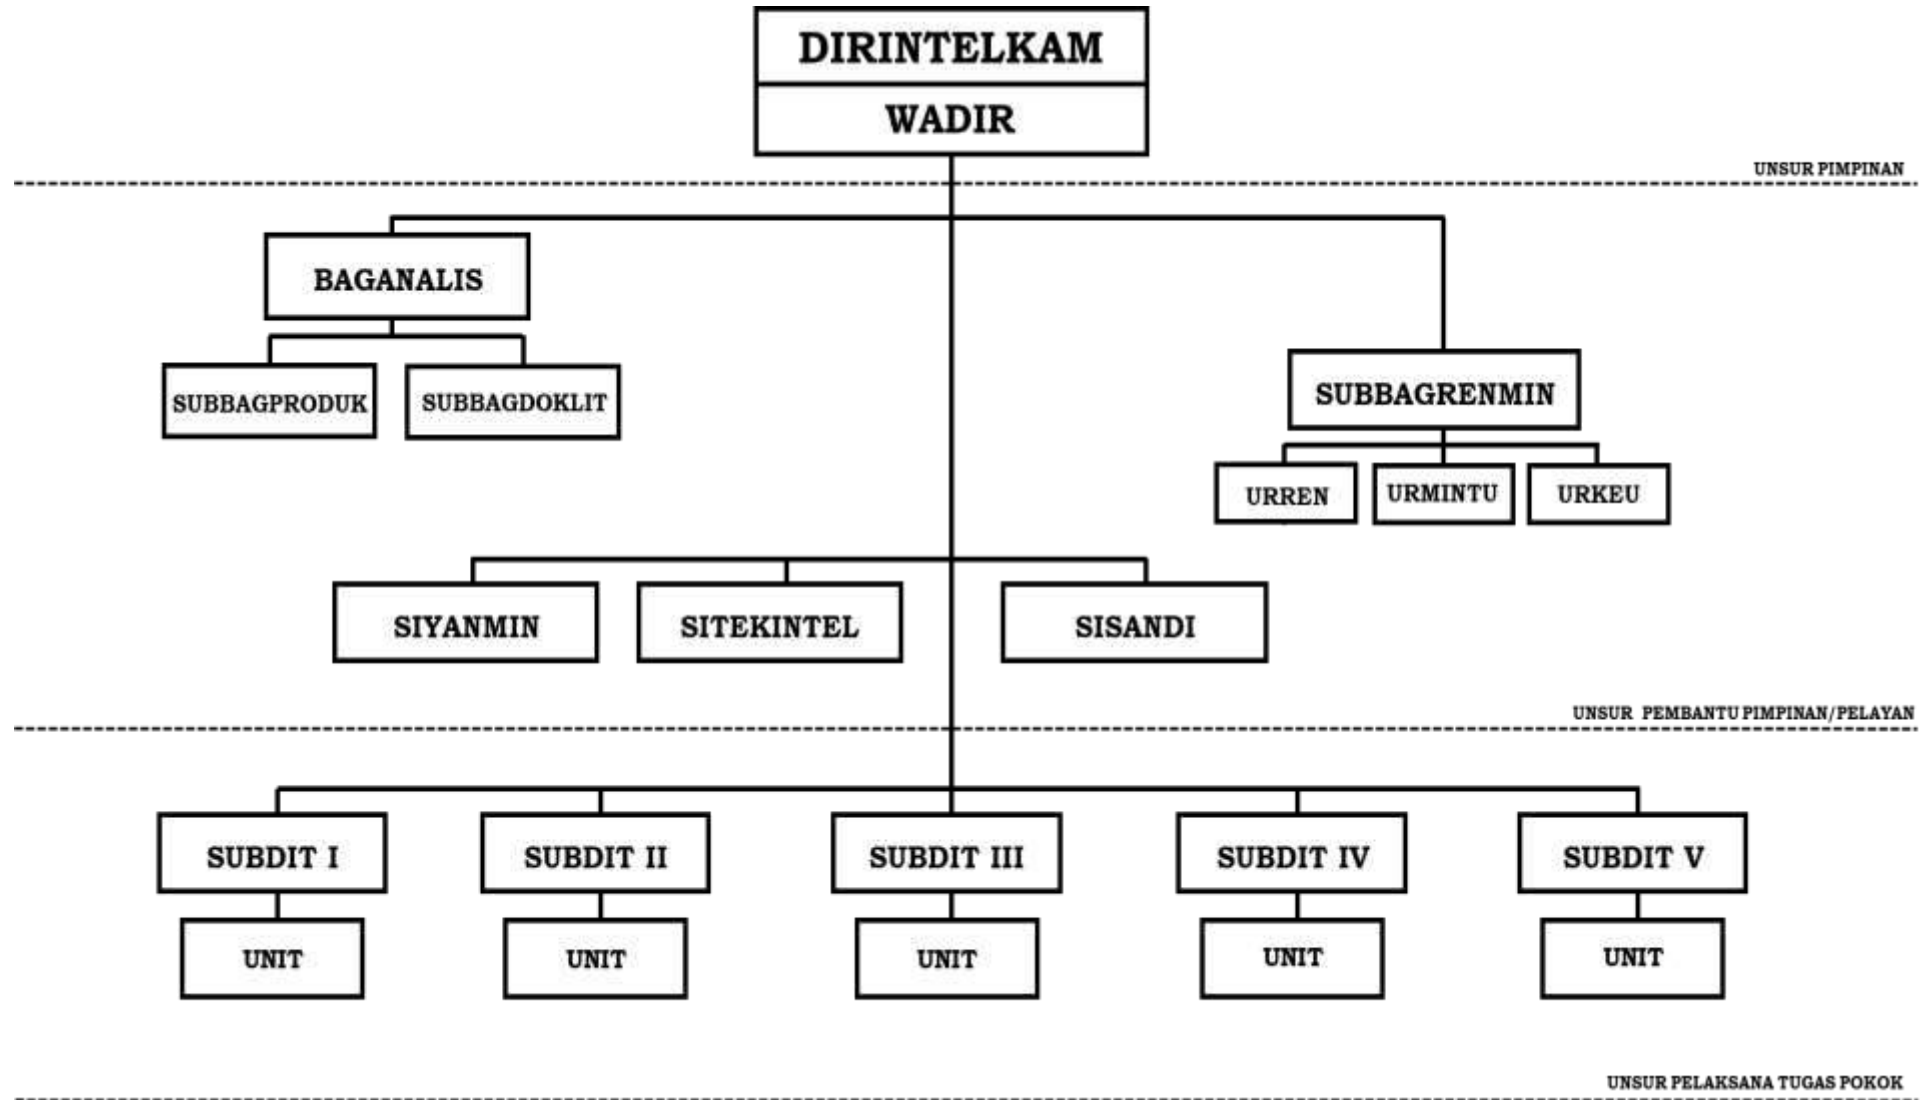 DIRINTELKAM
WADIR
UNSUR PIMPINAN
BAGANALIS
SUBBAGPRODUK
SUBBAGDOKLIT
SUBBAGRENMIN
URREN
URMINTU
URKEU
SIYANMIN
SITEKINTEL
SISANDI
UNSUR PEMBANTU PIMPINAN/PELAYAN
SUBDIT I
SUBDIT II
SUBDIT III
SUBDIT IV
SUBDIT V
UNIT
UNIT
UNIT
UNIT
UNIT
UNSUR PELAKSANA TUGAS POKOK